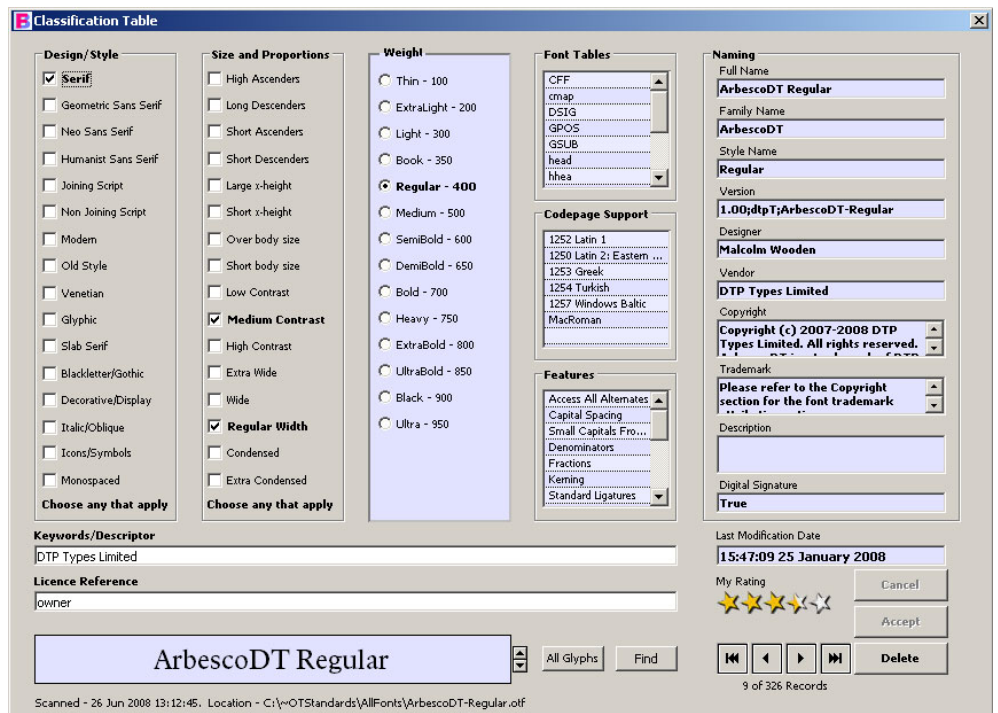 Classification Table
Design/Style
Serif
Geometric Sans Serif
Neo Sans Serif
Humanist Sans Serif
Joining Script
Non Joining Script
Modern
Old Style
Venetian
Glyphic
Slab Serif
Blackletter/Gothic
Decorative/Display
Italic/Oblique
Icons/Symbols
Monospaced
Choose any that apply
Size and Proportions
High Ascenders
Long Descenders
Short Ascenders
Short Descenders
Large x-height
Short x-height
Over body size
Short body size
Low Contrast
Medium Contrast
High Contrast
Extra Wide
Wide
Regular Width
Condensed
Extra Condensed
Choose any that apply
Weight
Thin - 100
ExtraLight - 200
Light - 300
Book - 350
Regular - 400
Medium - 500
SemiBold - 600
DemiBold - 650
Bold - 700
Heavy - 750
ExtraBold - 800
UltraBold - 850
Black - 900
Ultra - 950
Font Tables
CFF
cmap
DSIG
GPOS
GSUB
head
hhea
Codepage Support
1252 Latin 1
1250 Latin 2: Eastern ...
1253 Greek
1254 Turkish
1257 Windows Baltic
MacRoman
Features
Access All Alternates
Capital Spacing
Small Capitals Fro...
Denominators
Fractions
Kerning
Standard Ligatures
Naming
Full Name
ArbescoDT Regular
Family Name
ArbescoDT
Style Name
Regular
Version
1.00;dtpT;ArbescoDT-Regular
Designer
Malcolm Wooden
Vendor
DTP Types Limited
Copyright
Copyright (c) 2007-2008 DTP
Types Limited. All rights reserved.
Trademark
Please refer to the Copyright
section for the font trademark
Description
Digital Signature
True
Keywords/Descriptor
DTP Types Limited
Licence Reference
owner
Last Modification Date
15:47:09 25 January 2008
My Rating
Cancel
Accept
ArbescoDT Regular
All Glyphs
Find
Delete
9 of 326 Records
Scanned - 26 Jun 2008 13:12:45. Location - C:\~OTStandards\AllFonts\ArbescoDT-Regular.otf